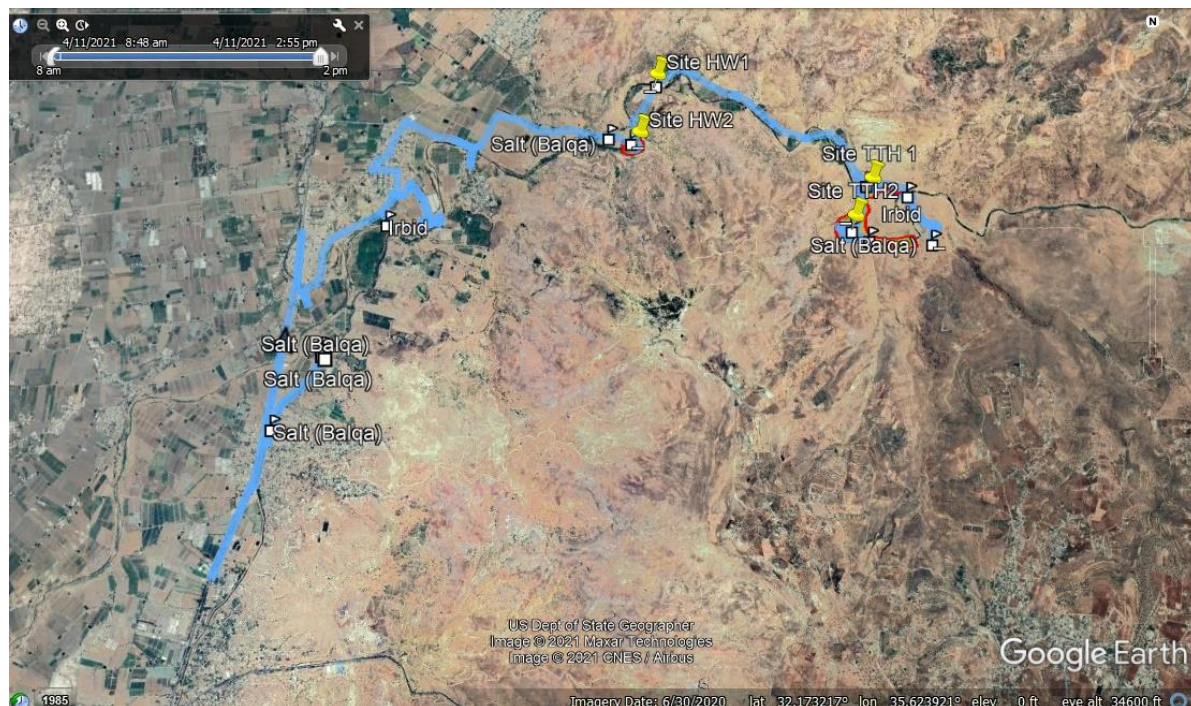 4/11/2021 8:48 am
4/11/2021 2:55 pm
8 am
2 pm
N
Site HW1
Site HW2
Salt (Balqa)
Site TTH 1
Site TTH2
Irbid
Salt (Balqa)
Irbid
Salt (Balqa)
Salt (Balqa)
Salt (Balqa)
US Dept of State Geographer
Image © 2021 Maxar Technologies
Image © 2021 CNES / Airbus
Google Earth
1985
Imagery Date: 6/30/2020 lat 32.173217° lon 35.623921° elev 0 ft eye alt 34600 ft